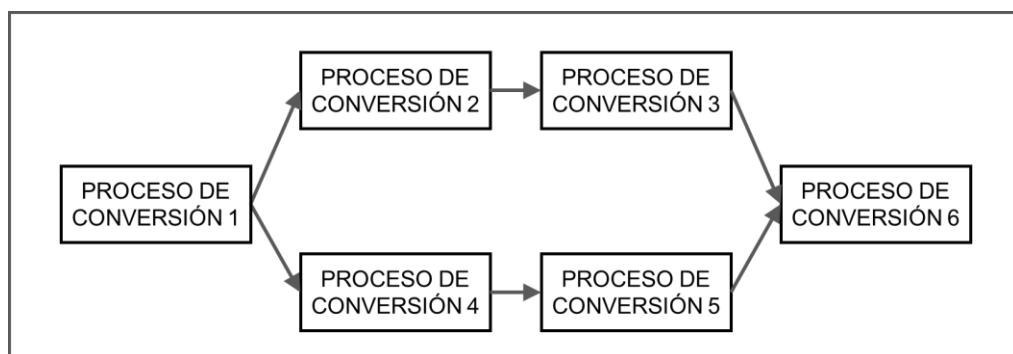 PROCESO DE
CONVERSIÓN 1
PROCESO DE
CONVERSIÓN 2
PROCESO DE
CONVERSIÓN 3
PROCESO DE
CONVERSIÓN 4
PROCESO DE
CONVERSIÓN 5
PROCESO DE
CONVERSIÓN 6